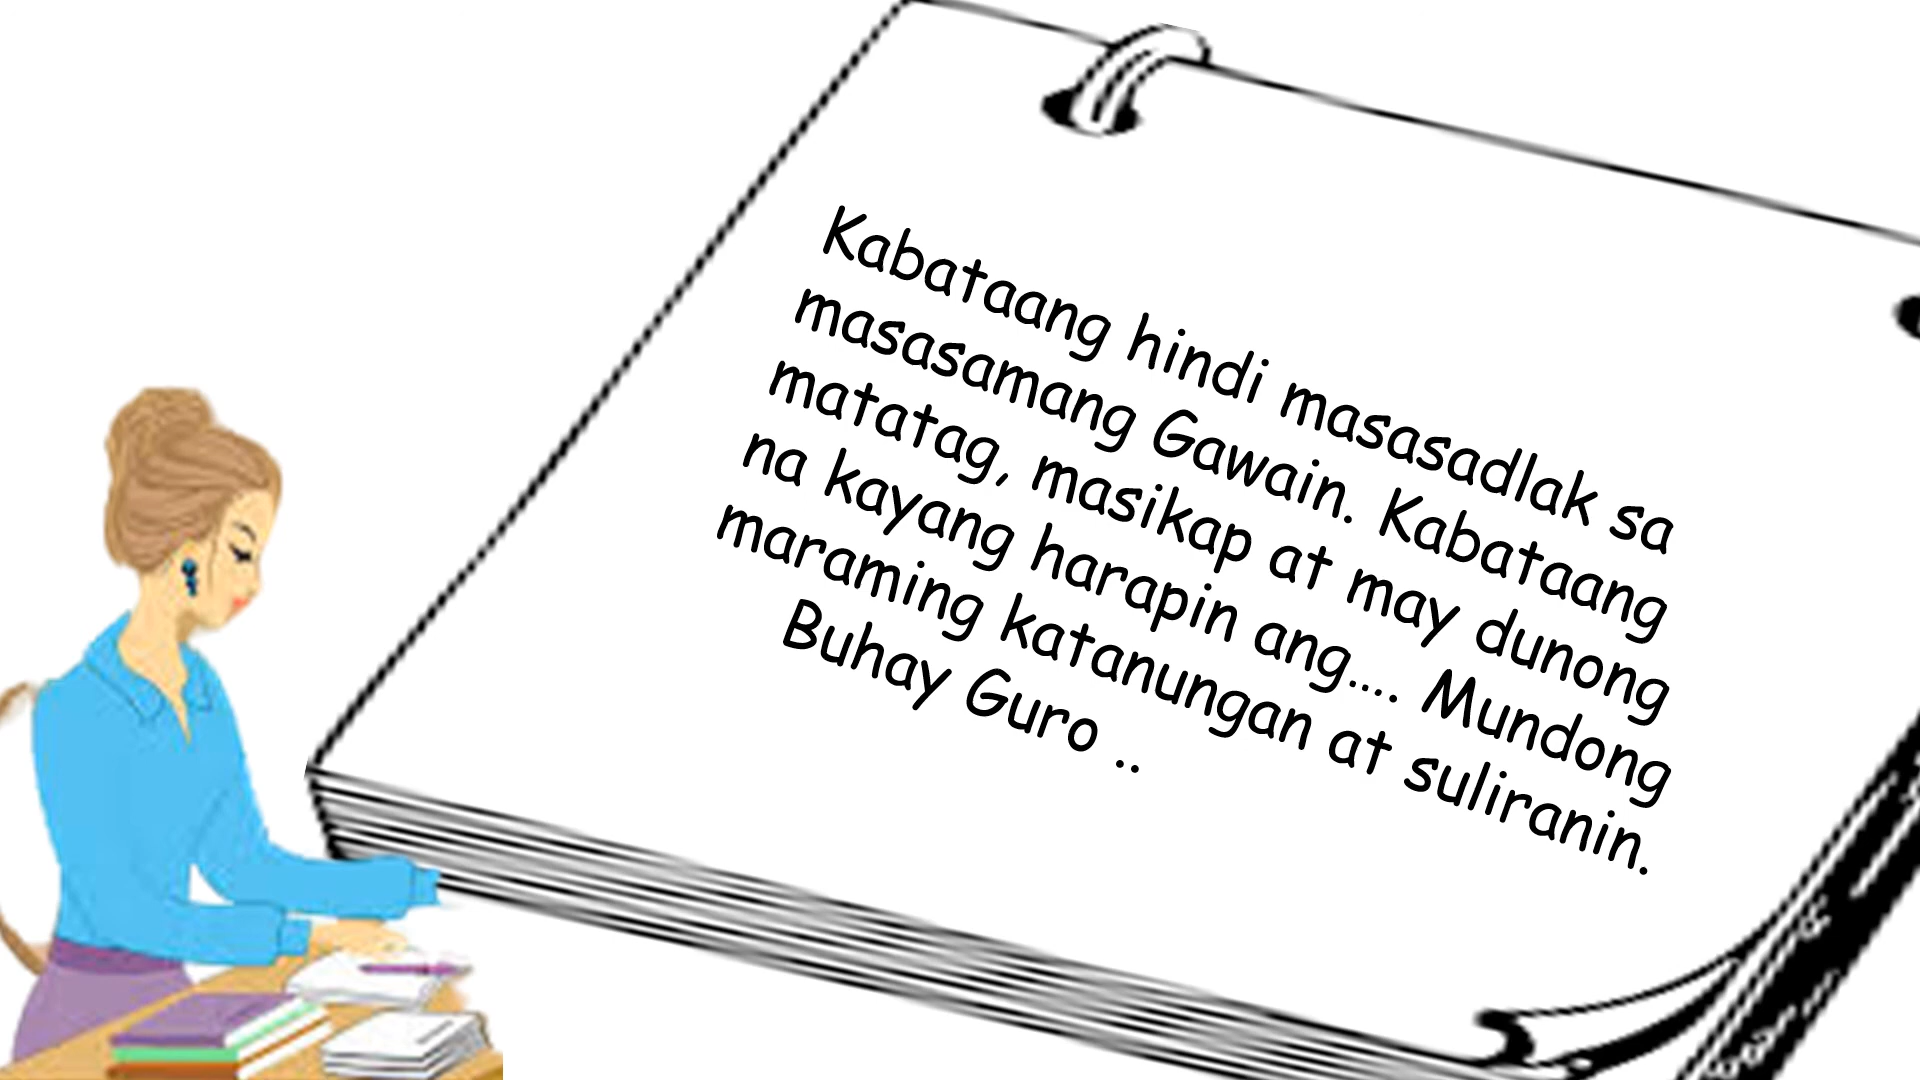 Kabataang hindi masasadlak sa
masasamang Gawain. Kabataang
matatag, masikap at may dunong
na kayang harapin ang.... Mundong
maraming katanungan at suliranin.
Buhay Guro ..